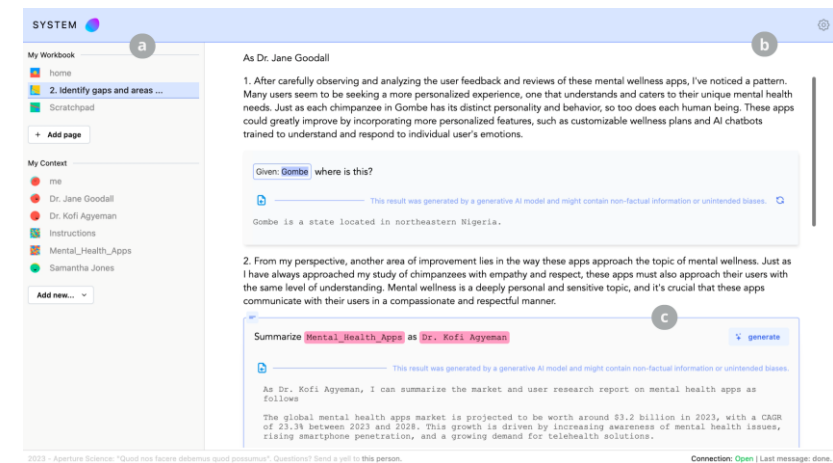 SYSTEM
a
b
My Workbook
home
2. Identify gaps and areas ...
Scratchpad
+ Add page
My Context
me
Dr. Jane Goodall
Dr. Kofi Agyeman
Instructions
Mental_Health_Apps
Samantha Jones
Add new...
As Dr. Jane Goodall
1. After carefully observing and analyzing the user feedback and reviews of these mental wellness apps, I've noticed a pattern.
Many users seem to be seeking a more personalized experience, one that understands and caters to their unique mental health
needs. Just as each chimpanzee in Gombe has its distinct personality and behavior, so too does each human being. These apps
could greatly improve by incorporating more personalized features, such as customizable wellness plans and AI chatbots
trained to understand and respond to individual user's emotions.
Given: Gombe where is this?
This result was generated by a generative AI model and might contain non-factual information or unintended biases.
Gombe is a state located in northeastern Nigeria.
2. From my perspective, another area of improvement lies in the way these apps approach the topic of mental wellness. Just as
I have always approached my study of chimpanzees with empathy and respect, these apps must also approach their users with
the same level of understanding. Mental wellness is a deeply personal and sensitive topic, and it's crucial that these apps
communicate with their users in a compassionate and respectful manner.
c
Summarize Mental_Health_Apps as Dr. Kofi Agyeman
generate
This result was generated by a generative AI model and might contain non-factual information or unintended biases.
As Dr. Kofi Agyeman, I can summarize the market and user research report on mental health apps as
follows
The global mental health apps market is projected to be worth around $3.2 billion in 2023, with a CAGR
of 23.3% between 2023 and 2028. This growth is driven by increasing awareness of mental health issues,
rising smartphone penetration, and a growing demand for telehealth solutions.
2023 - Aperture Science: "Quod nos facere debemus quod possumus". Questions? Send a yell to this person.
Connection: Open | Last message: done.